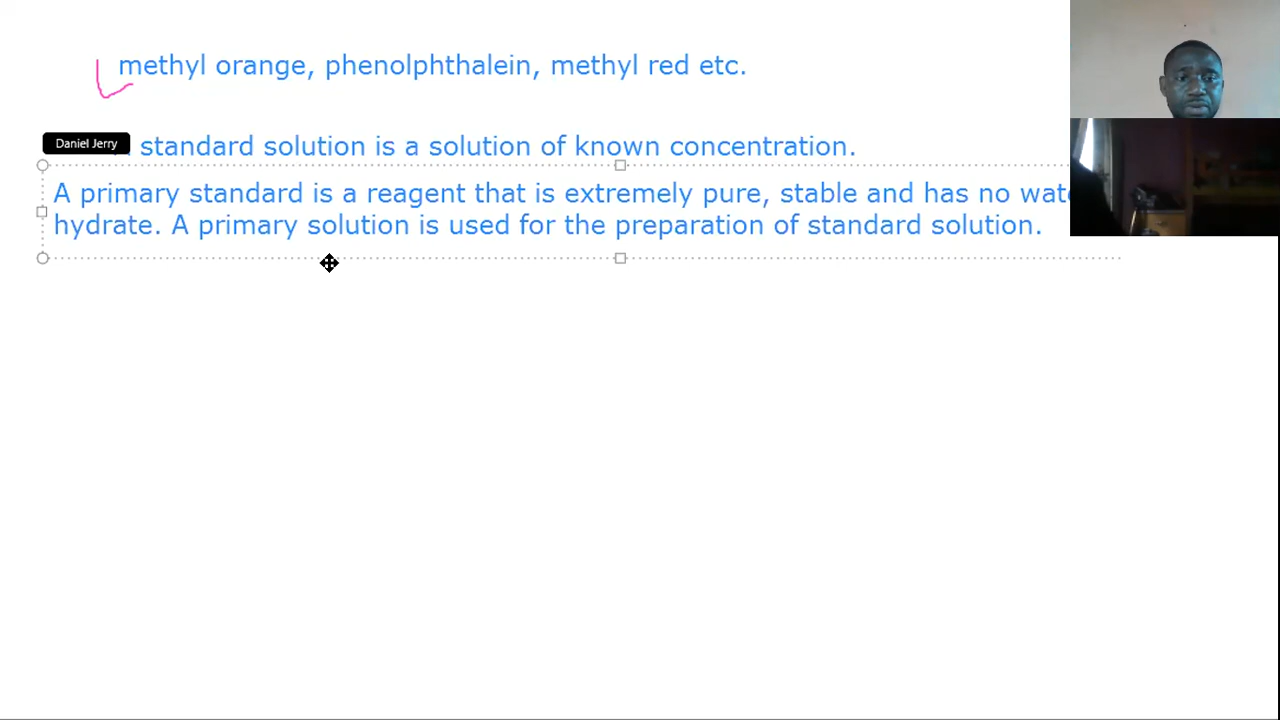 methyl orange, phenolphthalein, methyl red etc.
Daniel Jerry
standard solution is a solution of known concentration.
A primary standard is a reagent that is extremely pure, stable and has no
hydrate. A primary solution is used for the preparation of standard solution.